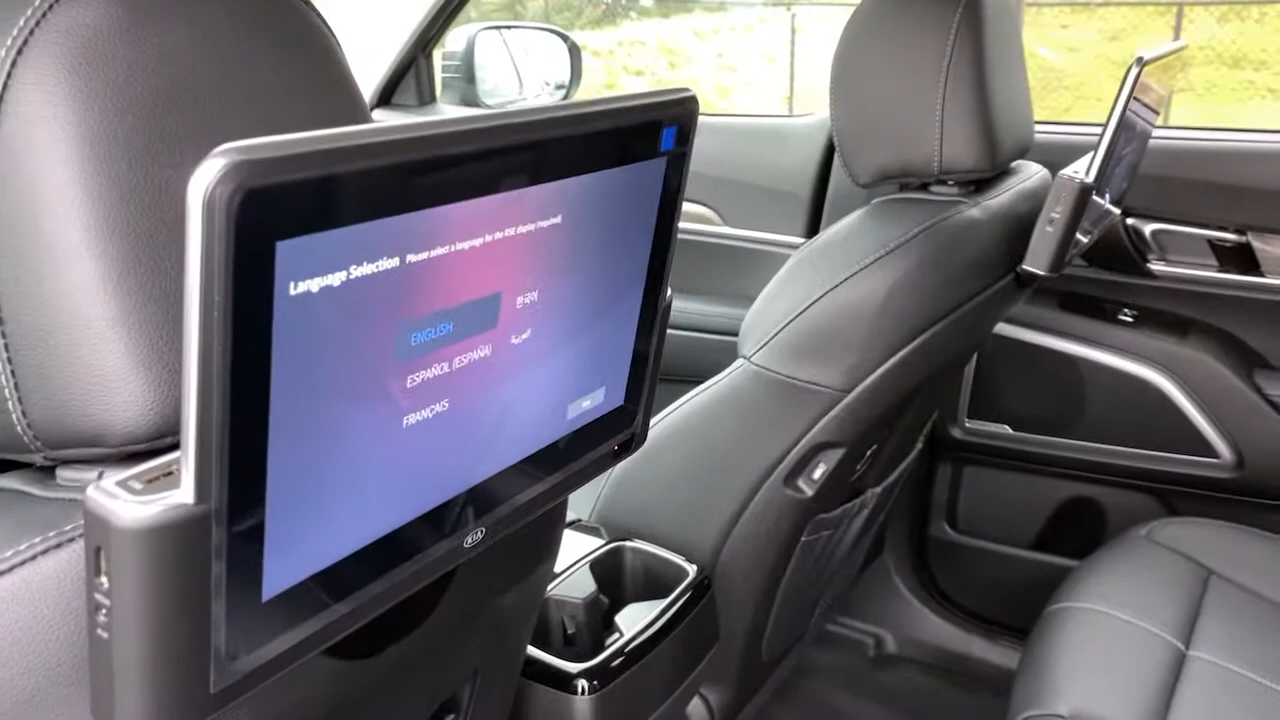 Language Selection Please select a language for the RSE display (required)
ENGLISH
한국어
ESPAÑOL (ESPAÑA)
العربية
FRANÇAIS
KIA